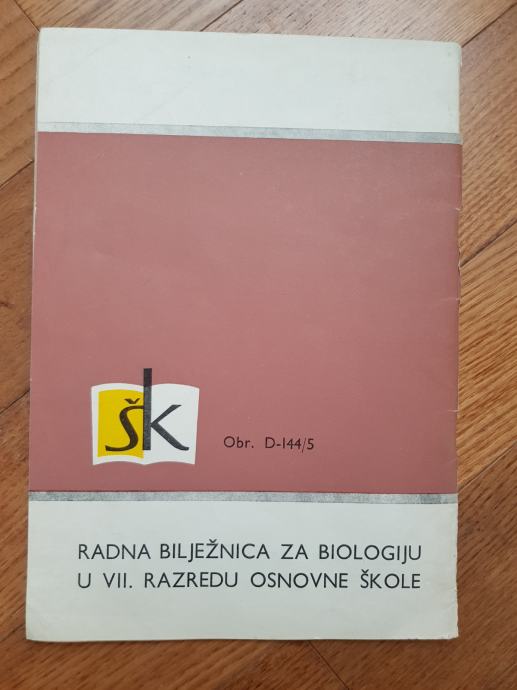 šk
Obr. D-144/5
RADNA BILJEŽNICA ZA BIOLOGIJU
U VII. RAZREDU OSNOVNE ŠKOLE